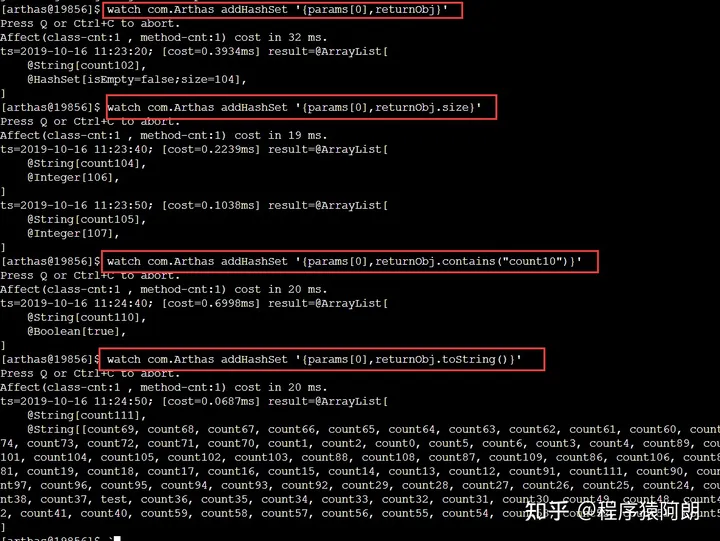 [arthas@19856]$ watch com.Arthas addHashSet '{params[0],returnObj}'
Press Q or Ctrl+C to abort.
Affect(class-cnt:1 , method-cnt:1) cost in 32 ms.
ts=2019-10-16 11:23:20; [cost=0.3934ms] result=@ArrayList[
    @String[count102],
    @HashSet[isEmpty=false;size=104],
]
[arthas@19856]$ watch com.Arthas addHashSet '{params[0],returnObj.size}'
Press Q or Ctrl+C to abort.
Affect(class-cnt:1 , method-cnt:1) cost in 19 ms.
ts=2019-10-16 11:23:40; [cost=0.2239ms] result=@ArrayList[
    @String[count104],
    @Integer[106],
]
ts=2019-10-16 11:23:50; [cost=0.1038ms] result=@ArrayList[
    @String[count105],
    @Integer[107],
]
[arthas@19856]$ watch com.Arthas addHashSet '{params[0],returnObj.contains("count10")}'
Press Q or Ctrl+C to abort.
Affect(class-cnt:1 , method-cnt:1) cost in 20 ms.
ts=2019-10-16 11:24:40; [cost=0.6998ms] result=@ArrayList[
    @String[count110],
    @Boolean[true],
]
[arthas@19856]$ watch com.Arthas addHashSet '{params[0],returnObj.toString()}'
Press Q or Ctrl+C to abort.
Affect(class-cnt:1 , method-cnt:1) cost in 20 ms.
ts=2019-10-16 11:24:50; [cost=0.0687ms] result=@ArrayList[
    @String[count111],
    @String[[count69, count68, count67, count66, count65, count64, count63, count62, count61, count60, count
74, count73, count72, count71, count70, count1, count2, count0, count5, count6, count3, count4, count89, cou
101, count104, count105, count102, count103, count88, count108, count87, count109, count86, count106, count8
81, count19, count18, count17, count16, count15, count14, count13, count12, count91, count111, count90, coun
nt97, count96, count95, count94, count93, count92, count29, count28, count27, count26, count25, count24, cou
unt38, count37, test, count36, count35, count34, count33, count32, count31, count30, count49, count48, count
2, count41, count40, count59, count58, count57, count56, count55, count54,
]
[arthas@19856]$ `
知乎 @程序猿阿朗